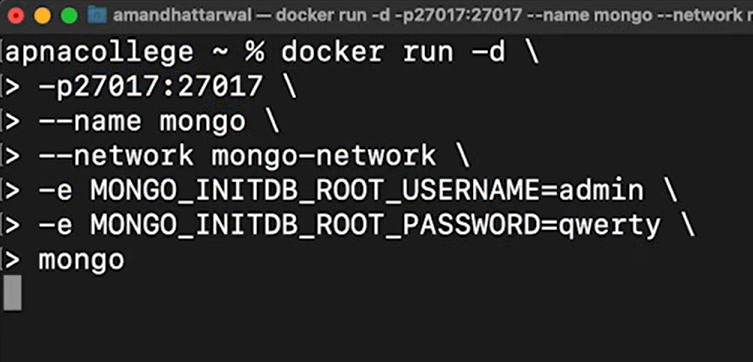 amandhattarwal — docker run -d -p27017:27017 --name mongo --network
apnacollege ~ % docker run -d \
> -p27017:27017 \
> --name mongo \
> --network mongo-network \
> -e MONGO_INITDB_ROOT_USERNAME=admin \
> -e MONGO_INITDB_ROOT_PASSWORD=qwerty \
> mongo